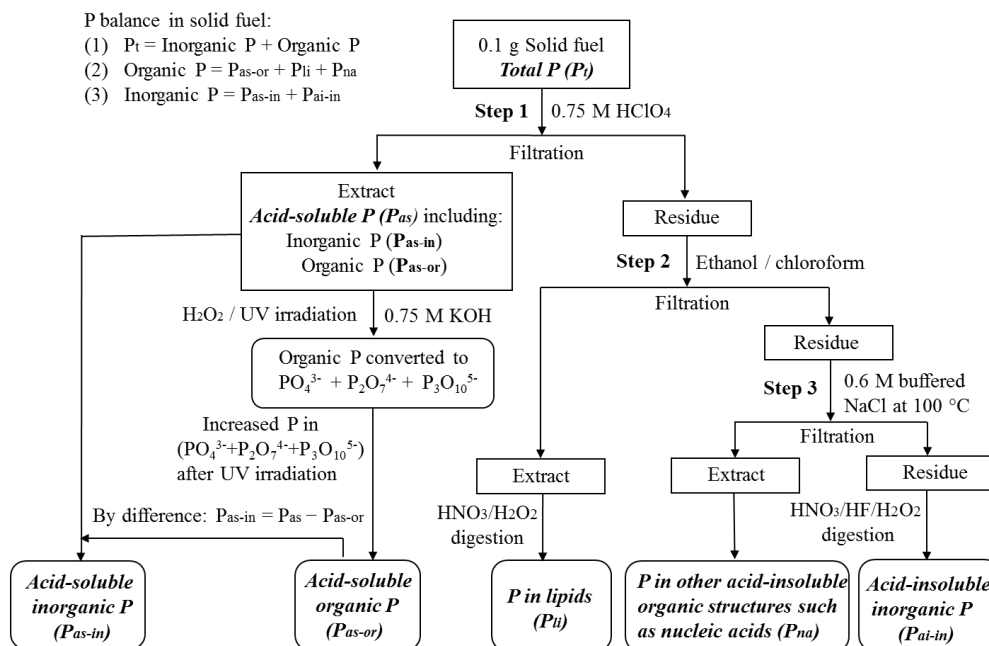 P balance in solid fuel:
(1) Pt = Inorganic P + Organic P
(2) Organic P = Pas-or + Pli + Pna
(3) Inorganic P = Pas-in + Pai-in
0.1 g Solid fuel
Total P (Pt)
Step 1
0.75 M HClO4
Filtration
Extract
Acid-soluble P (Pas) including:
Inorganic P (Pas-in)
Organic P (Pas-or)
Residue
Step 2
Ethanol / chloroform
Filtration
H2O2 / UV irradiation
0.75 M KOH
Residue
Organic P converted to
PO4³⁻ + P2O7⁴⁻ + P3O10⁵⁻
Step 3
0.6 M buffered
NaCl at 100 °C
Filtration
Increased P in
(PO4³⁻+P2O7⁴⁻+P3O10⁵⁻)
after UV irradiation
Extract
Extract
Residue
By difference: Pas-in = Pas − Pas-or
HNO3/H2O2
digestion
HNO3/HF/H2O2
digestion
Acid-soluble
inorganic P
(Pas-in)
Acid-soluble
organic P
(Pas-or)
P in lipids
(Pli)
P in other acid-insoluble
organic structures such
as nucleic acids (Pna)
Acid-insoluble
inorganic P
(Pai-in)